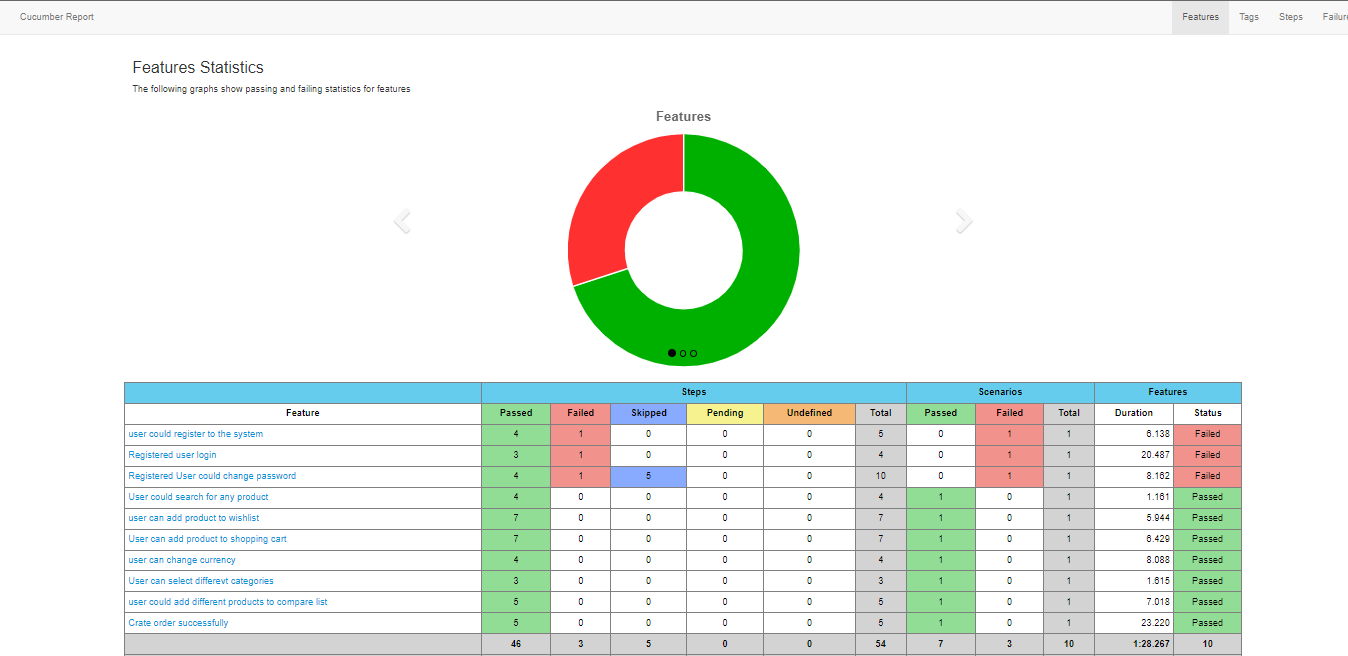 Cucumber Report Features Tags Steps Failure
Features Statistics
The following graphs show passing and failing statistics for features
Features
Steps Scenarios Features
Feature Passed Failed Skipped Pending Undefined Total Passed Failed Total Duration Status
user could register to the system 4 1 0 0 0 5 0 1 1 6.138 Failed
Registered user login 3 1 0 0 0 4 0 1 1 20.487 Failed
Registered User could change password 4 1 5 0 0 10 0 1 1 8.162 Failed
User could search for any product 4 0 0 0 0 4 1 0 1 1.161 Passed
user can add product to wishlist 7 0 0 0 0 7 1 0 1 5.944 Passed
User can add product to shopping cart 7 0 0 0 0 7 1 0 1 6.429 Passed
user can change currency 4 0 0 0 0 4 1 0 1 8.088 Passed
User can select differevt categories 3 0 0 0 0 3 1 0 1 1.615 Passed
user could add different products to compare list 5 0 0 0 0 5 1 0 1 7.018 Passed
Crate order successfully 5 0 0 0 0 5 1 0 1 23.220 Passed
46 3 5 0 0 54 7 3 10 1:28.267 10